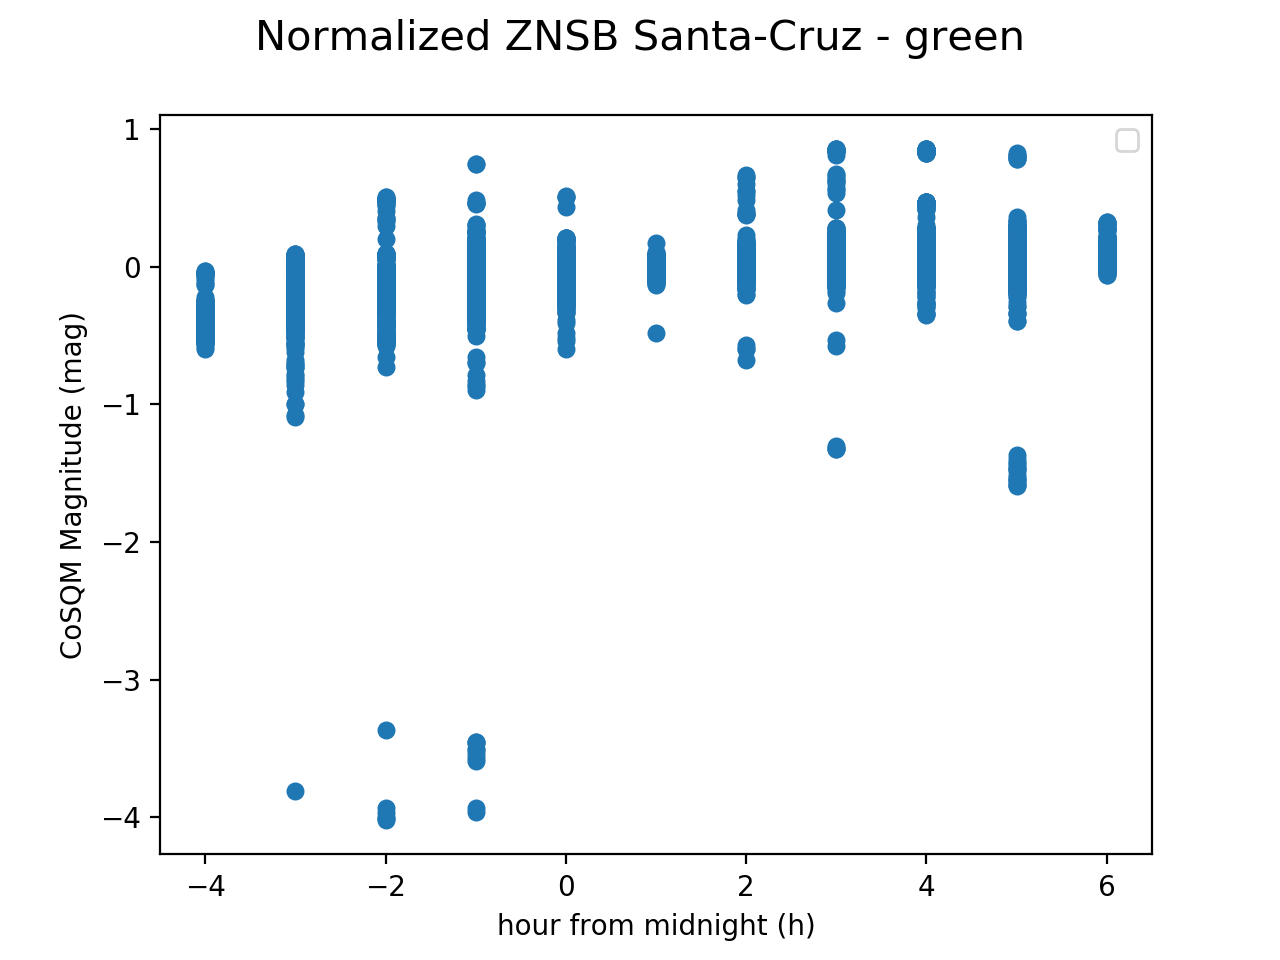 Normalized ZNSB Santa-Cruz - green
1
0
−1
−2
−3
−4
CoSQM Magnitude (mag)
−4 −2 0 2 4 6
hour from midnight (h)